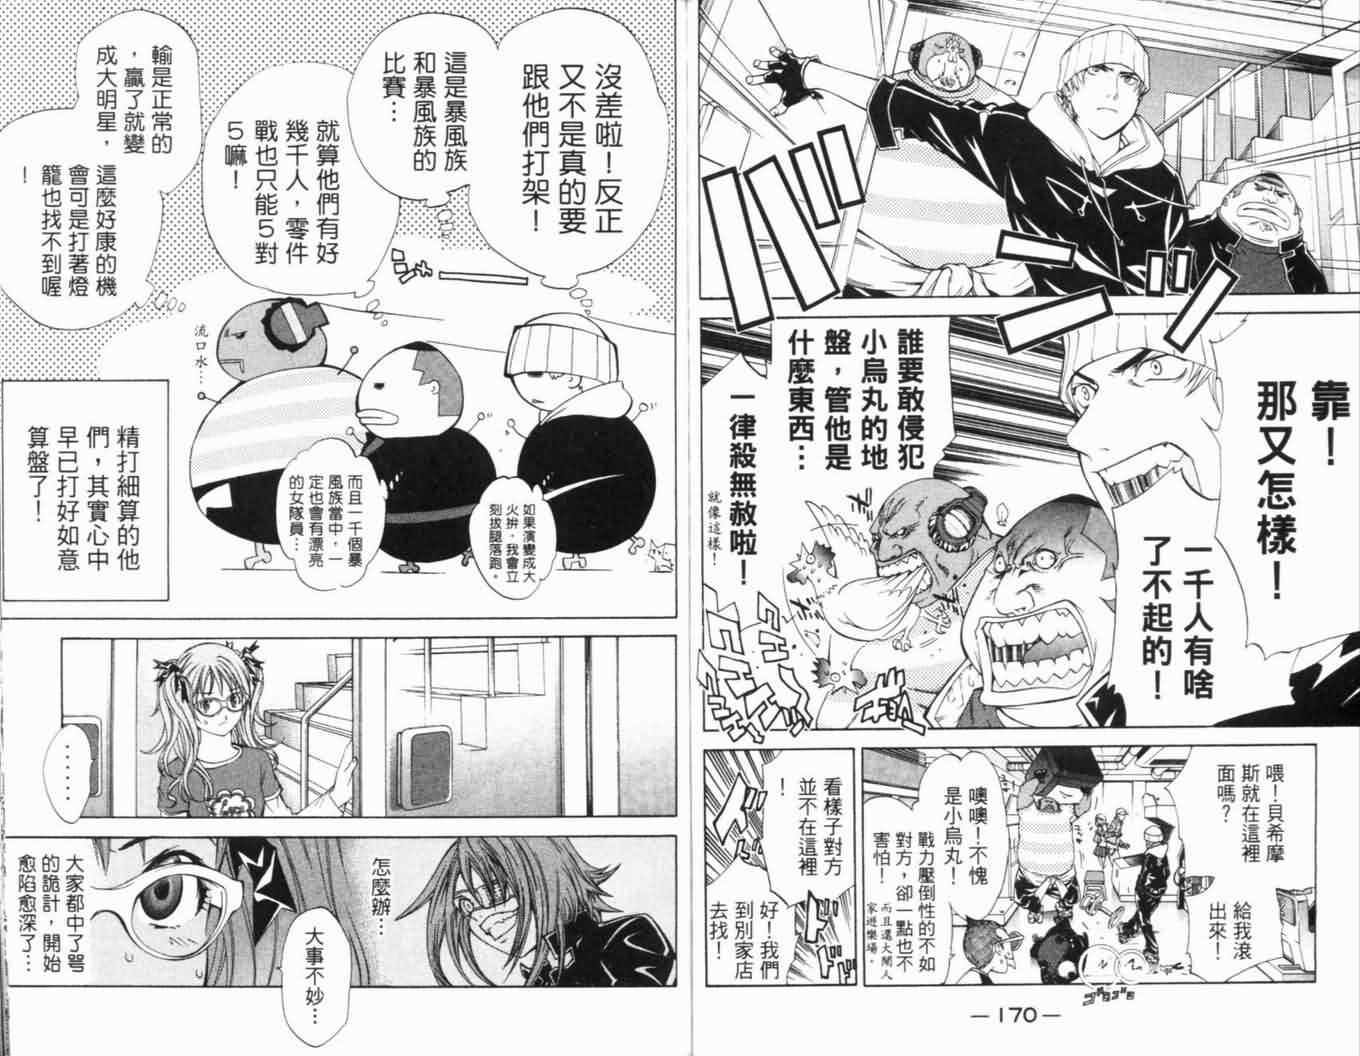 靠！
那又怎樣！
一千人有啥
了不起的！
誰要敢侵犯
小烏丸的地
盤，管他是
什麼東西…
一律殺無赦啦！
就像這樣！
喂！貝希摩
斯就在這裡
面嗎？
給我滾
出來！
噢噢！不愧
是小烏丸！
戰力壓倒性的不如
對方，卻一點也不
害怕！
而且還大鬧人
家遊樂場。
看樣子對方
並不在這裡
！
好！我們
到別家店
去找！
—170—
沒差啦！反正
又不是真的要
跟他們打架！
這是暴風族
和暴風族的
比賽…
就算他們有好
幾千人，零件
戰也只能5對
5嘛！
輸是正常的
，贏了就變
成大明星，
這麼好康的機
會可是打著燈
籠也找不到喔
！
流口水…
如果演變成大
火拚，我會立
刻拔腿落跑。
而且一千個暴
風族當中，一
定也會有漂亮
的女隊員…
精打細算的他
們，其實心中
早已打好如意
算盤了！
……
怎麼辦…
大事不妙…
大家都中了咢
的詭計，開始
愈陷愈深了…